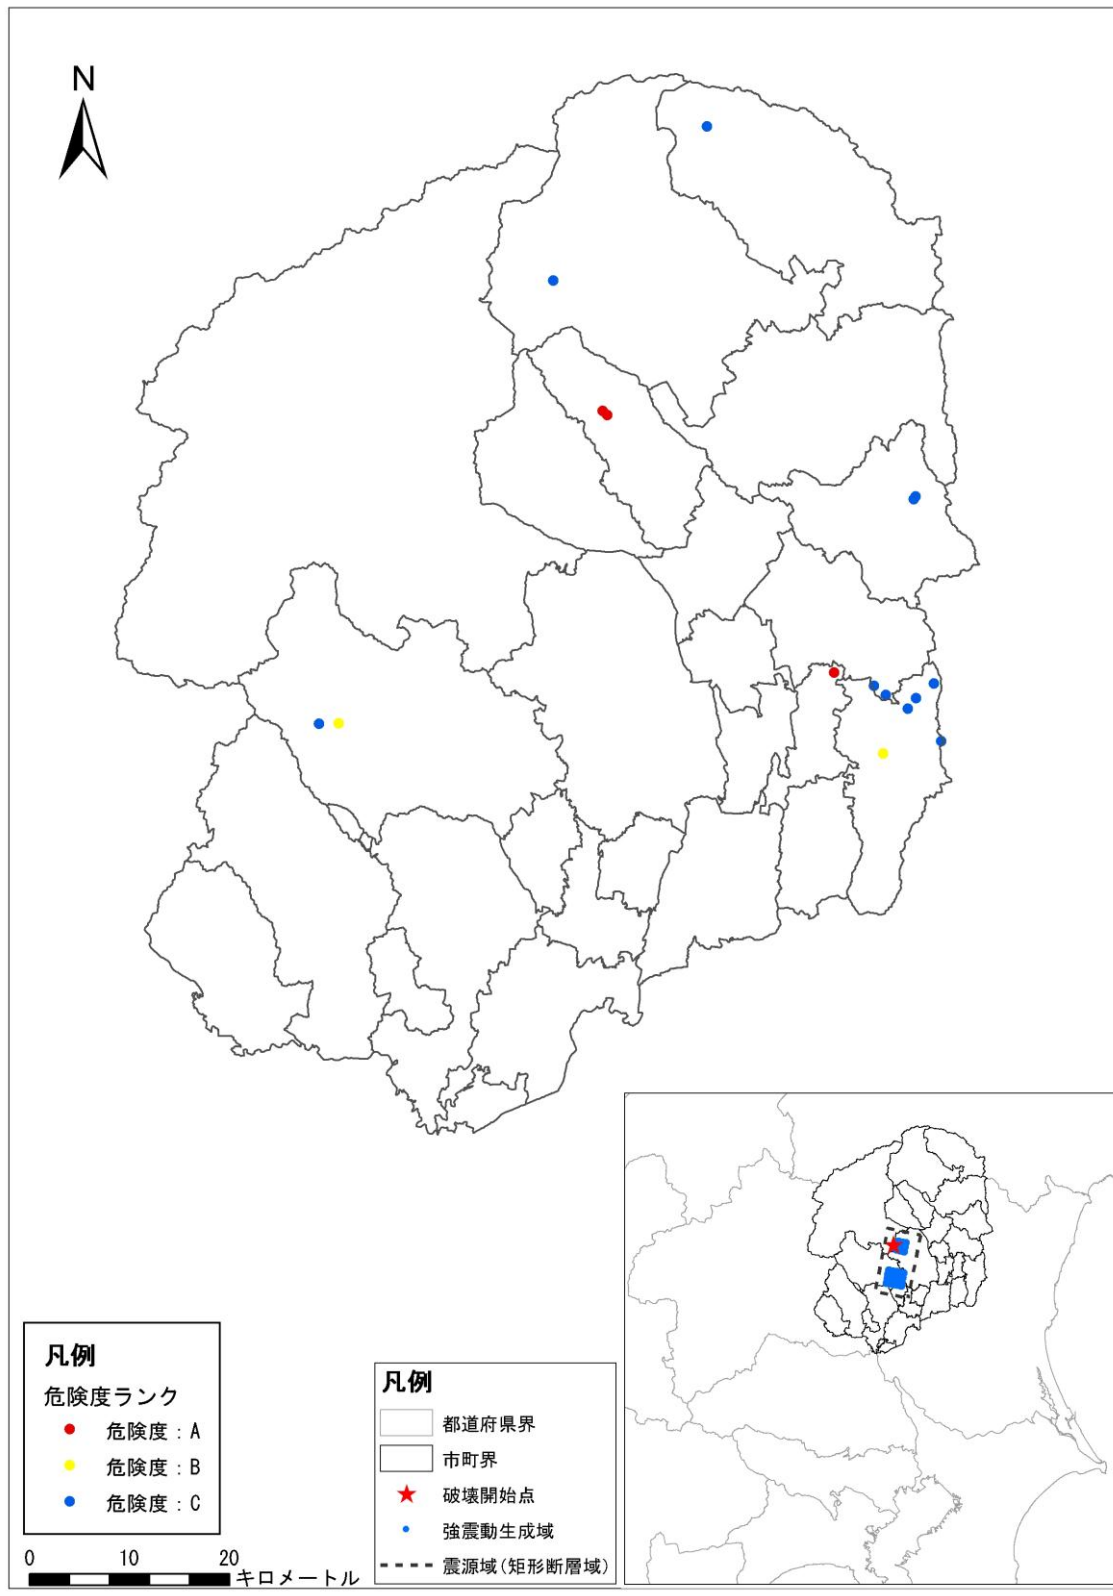 N
凡例
危険度ランク
危険度：A
危険度：B
危険度：C
0 10 20
キロメートル
凡例
都道府県界
市町界
破壊開始点
強震動生成域
震源域(矩形断層域)